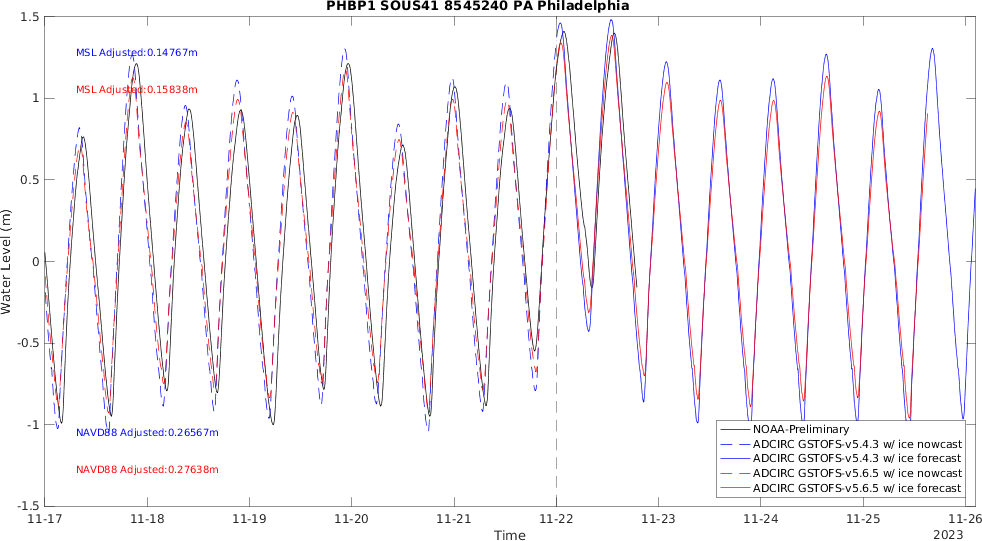 PHBP1 SOUS41 8545240 PA Philadelphia
Water Level (m)
1.5
1
0.5
0
-0.5
-1
-1.5
MSL Adjusted:0.14767m
MSL Adjusted:0.15838m
NAVD88 Adjusted:0.26567m
NAVD88 Adjusted:0.27638m
NOAA-Preliminary
ADCIRC GSTOFS-v5.4.3 w/ ice nowcast
ADCIRC GSTOFS-v5.4.3 w/ ice forecast
ADCIRC GSTOFS-v5.6.5 w/ ice nowcast
ADCIRC GSTOFS-v5.6.5 w/ ice forecast
11-17 11-18 11-19 11-20 11-21 11-22 11-23 11-24 11-25 11-26
Time
2023